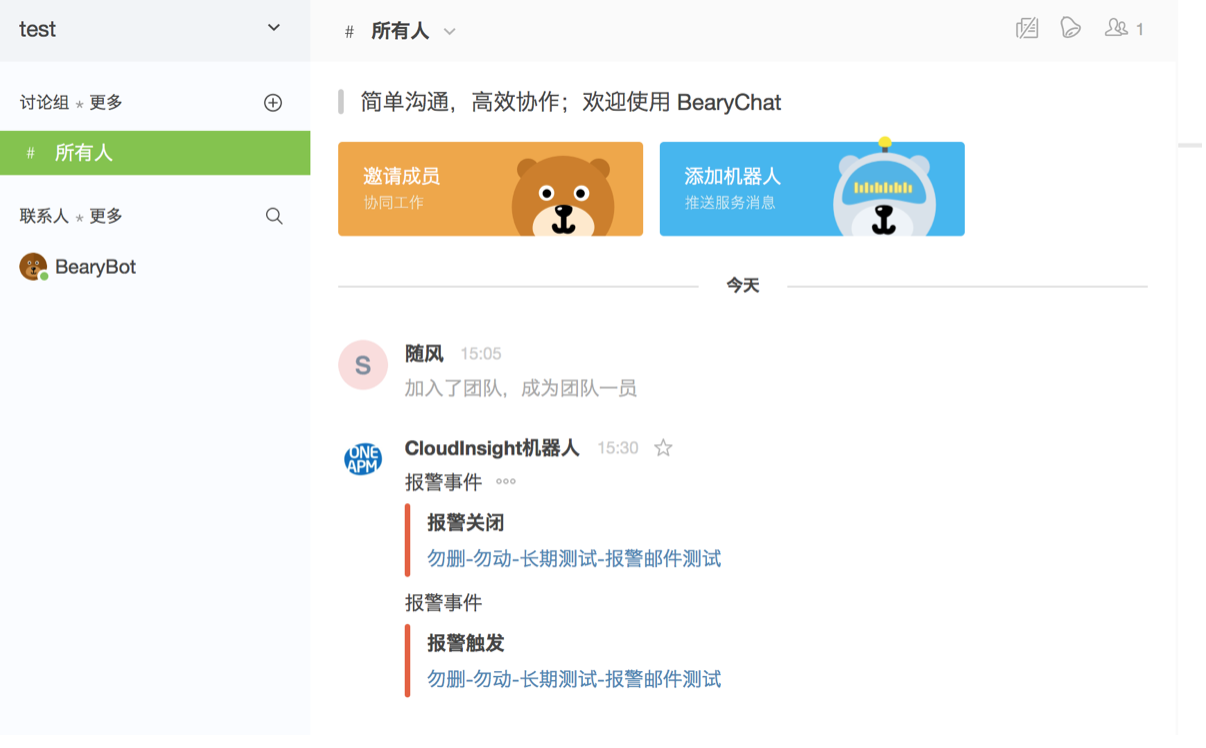 test
讨论组 * 更多
# 所有人
联系人 * 更多
BearyBot
# 所有人
1
简单沟通，高效协作；欢迎使用 BearyChat
邀请成员
协同工作
添加机器人
推送服务消息
今天
S
随风 15:05
加入了团队，成为团队一员
ONE
APM
CloudInsight机器人 15:30
报警事件
报警关闭
勿删-勿动-长期测试-报警邮件测试
报警事件
报警触发
勿删-勿动-长期测试-报警邮件测试